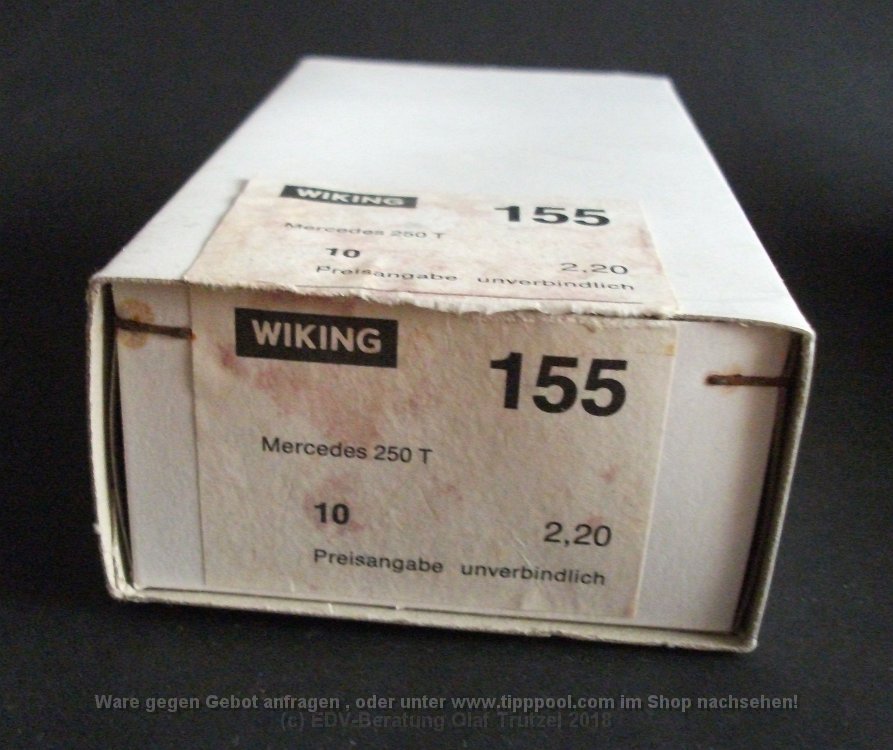 WIKING
155
Mercedes 250 T
10
2,20
Preisangabe unverbindlich
WIKING
155
Mercedes 250 T
10
2,20
Preisangabe unverbindlich
Ware gegen Gebot anfragen , oder unter www.tipppool.com im Shop nachsehen!
(c) EDV-Beratung Olaf Trutzel 2018